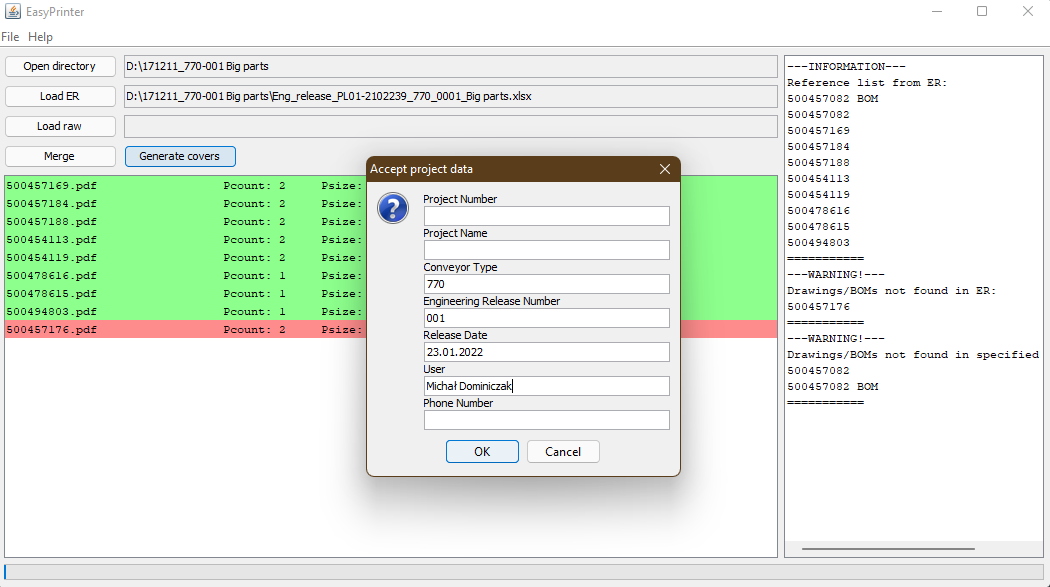 EasyPrinter
File Help
Open directory D:\171211_770-001 Big parts
Load ER D:\171211_770-001 Big parts\Eng_release_PL01-2102239_770_0001_Big parts.xlsx
Load raw
Merge Generate covers
500457169.pdf Pcount: 2 Psize:
500457184.pdf Pcount: 2 Psize:
500457188.pdf Pcount: 2 Psize:
500454113.pdf Pcount: 2 Psize:
500454119.pdf Pcount: 2 Psize:
500478616.pdf Pcount: 1 Psize:
500478615.pdf Pcount: 1 Psize:
500494803.pdf Pcount: 1 Psize:
500457176.pdf Pcount: 2 Psize:
Accept project data
?
Project Number
Project Name
Conveyor Type
770
Engineering Release Number
001
Release Date
23.01.2022
User
Michał Dominiczak
Phone Number
OK Cancel
---INFORMATION---
Reference list from ER:
500457082 BOM
500457082
500457169
500457184
500457188
500454113
500454119
500478616
500478615
500494803
===========
---WARNING!---
Drawings/BOMs not found in ER:
500457176
===========
---WARNING!---
Drawings/BOMs not found in specified
500457082
500457082 BOM
===========